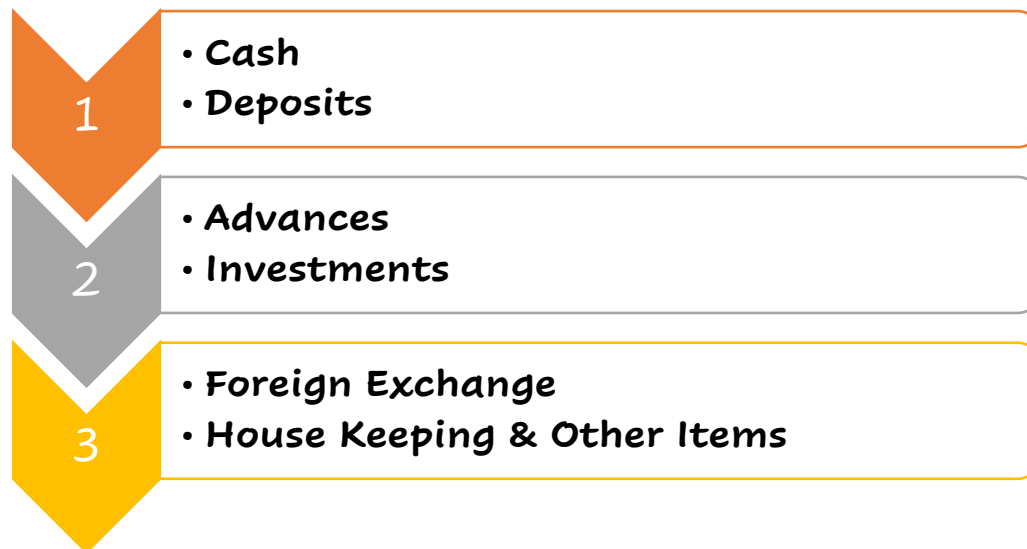 1
• Cash
• Deposits
2
• Advances
• Investments
3
• Foreign Exchange
• House Keeping & Other Items